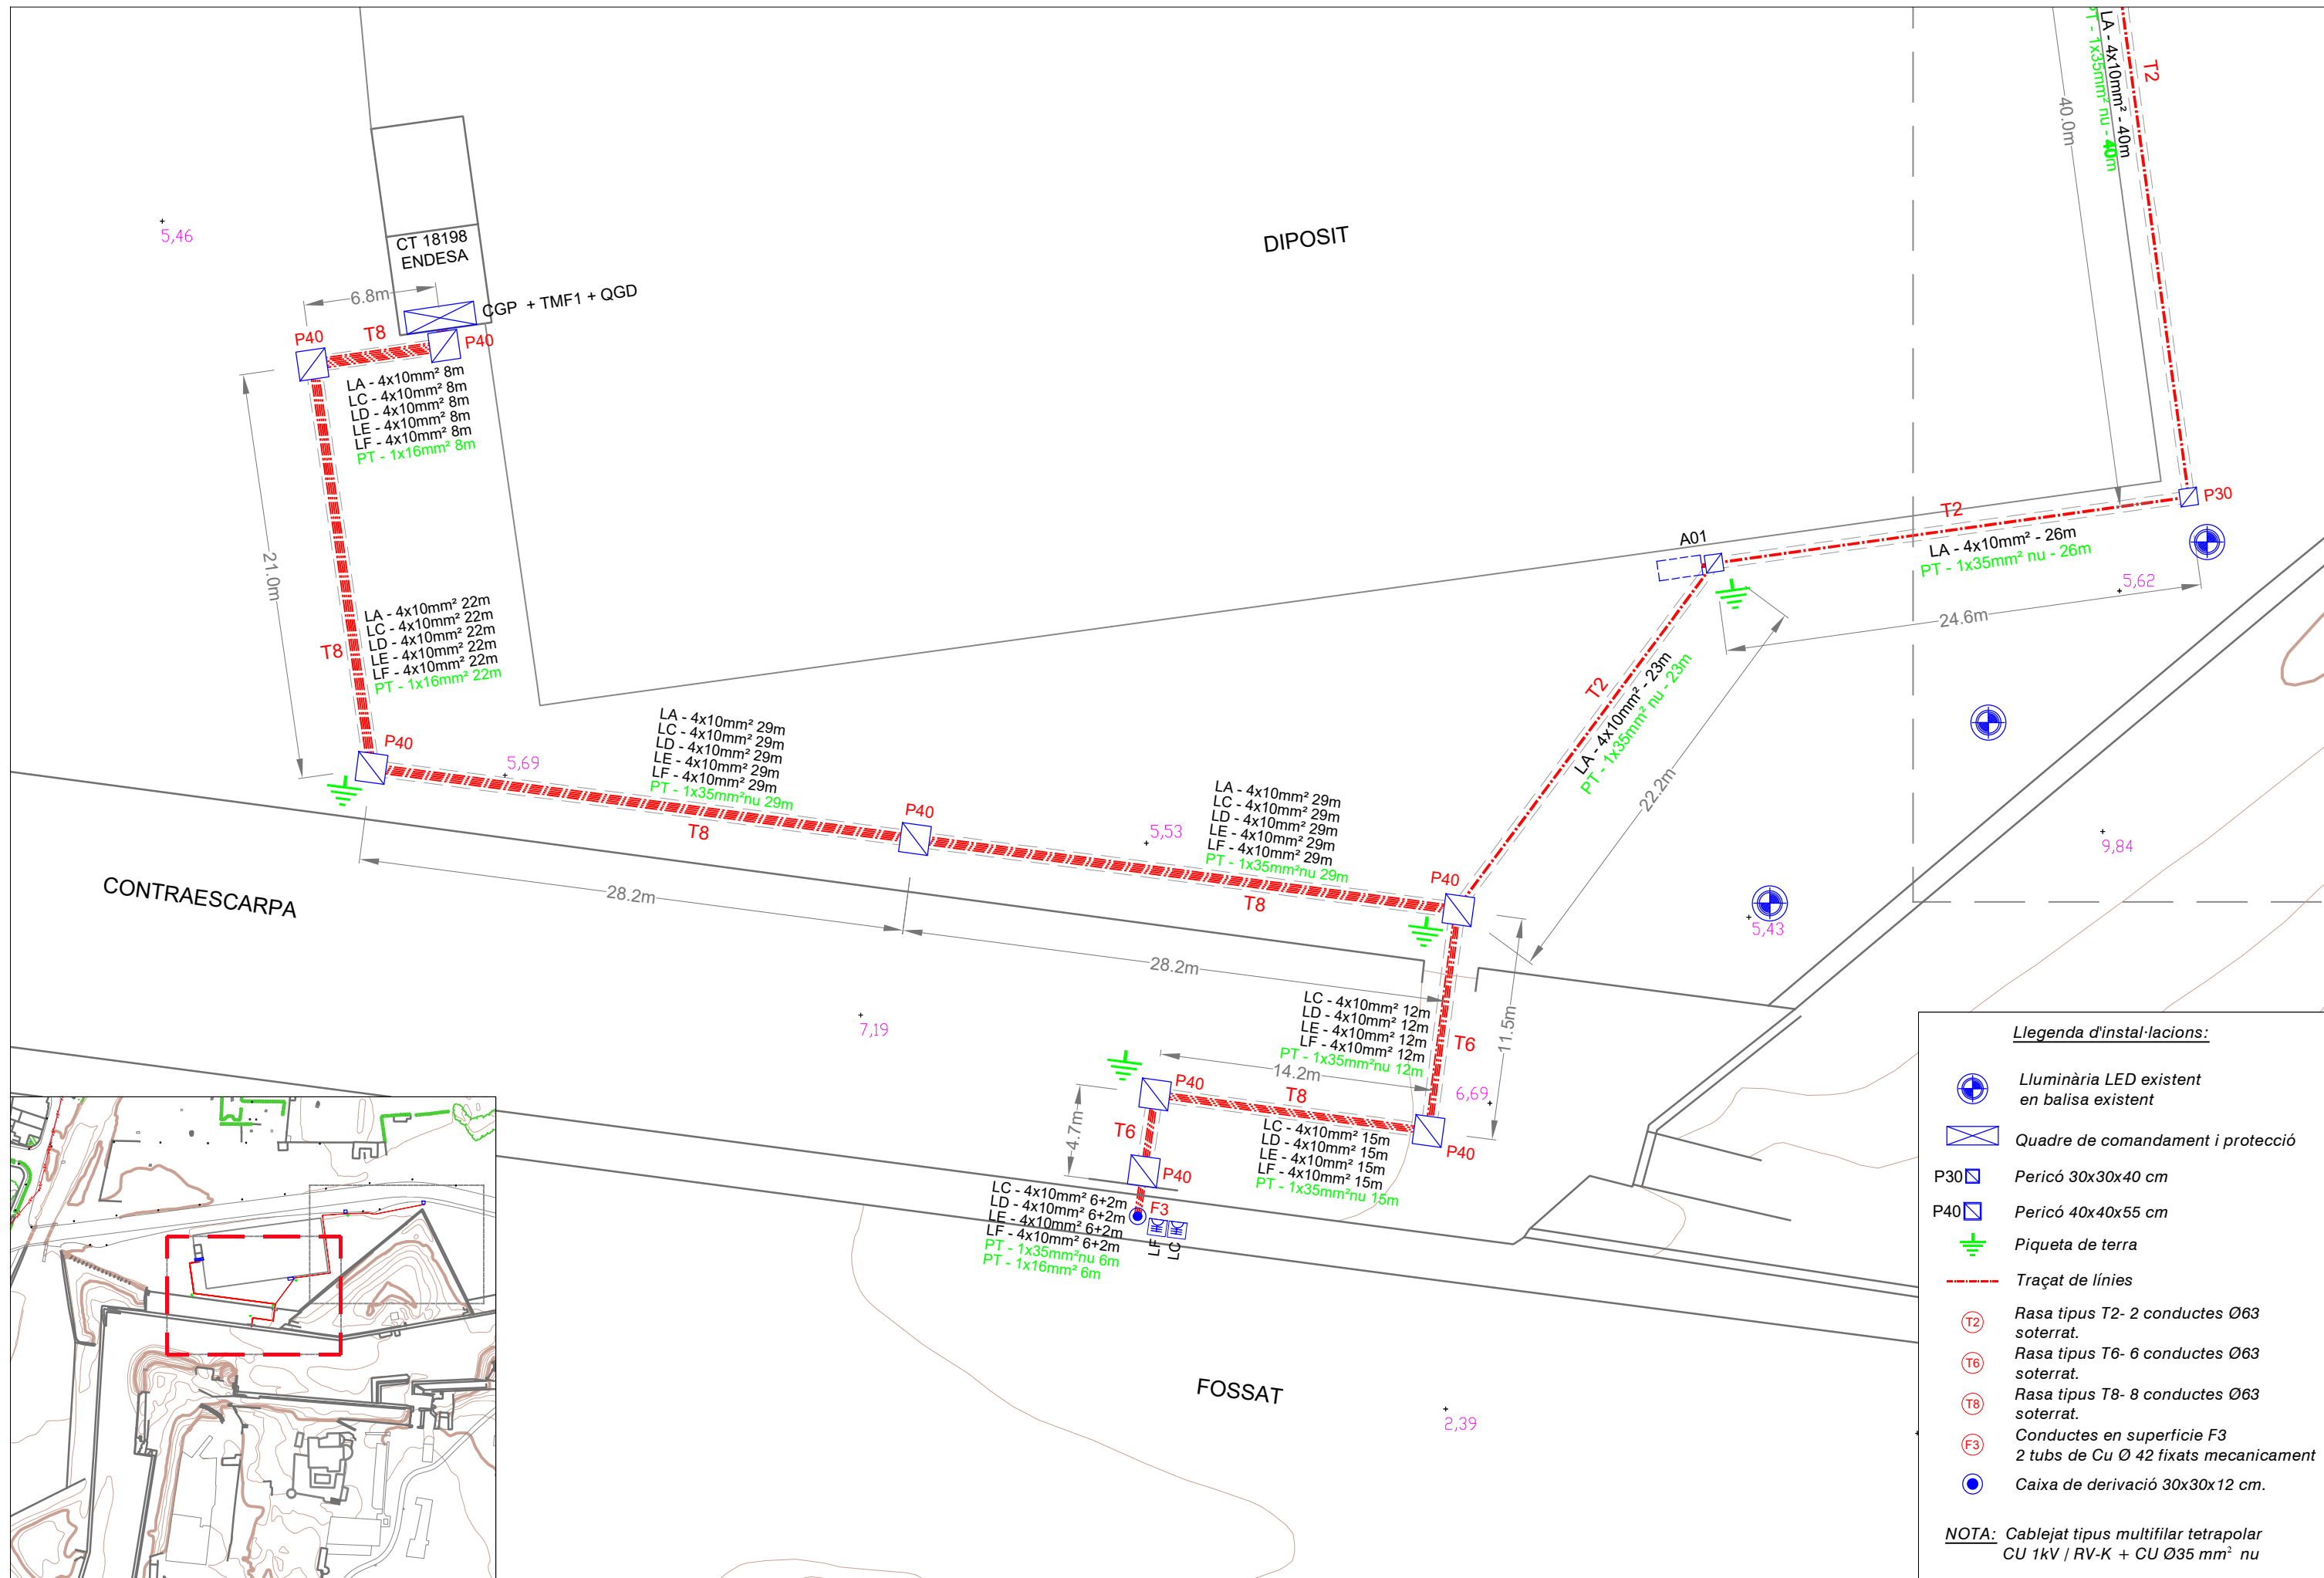 T2
LA - 4x10mm² - 40m
PT - 1x35mm² nu - 40m
40.0m
5,46
CT 18198
ENDESA
DIPOSIT
6.8m
CGP + TMF1 + QGD
P40
T8
P40
LA - 4x10mm² 8m
LC - 4x10mm² 8m
LD - 4x10mm² 8m
LE - 4x10mm² 8m
LF - 4x10mm² 8m
PT - 1x16mm² 8m
21.0m
T8
LA - 4x10mm² 22m
LC - 4x10mm² 22m
LD - 4x10mm² 22m
LE - 4x10mm² 22m
LF - 4x10mm² 22m
PT - 1x16mm² 22m
P30
T2
A01
LA - 4x10mm² - 26m
PT - 1x35mm² nu - 26m
5,62
24.6m
T2
LA - 4x10mm² - 23m
PT - 1x35mm² nu - 23m
22.2m
P40
5,69
LA - 4x10mm² 29m
LC - 4x10mm² 29m
LD - 4x10mm² 29m
LE - 4x10mm² 29m
LF - 4x10mm² 29m
PT - 1x35mm²nu 29m
T8
P40
5,53
LA - 4x10mm² 29m
LC - 4x10mm² 29m
LD - 4x10mm² 29m
LE - 4x10mm² 29m
LF - 4x10mm² 29m
PT - 1x35mm²nu 29m
T8
P40
9,84
5,43
CONTRAESCARPA
28.2m
28.2m
7,19
LC - 4x10mm² 12m
LD - 4x10mm² 12m
LE - 4x10mm² 12m
LF - 4x10mm² 12m
PT - 1x35mm²nu 12m
T6
11.5m
14.2m
P40
T8
6,69
4.7m
T6
LC - 4x10mm² 15m
LD - 4x10mm² 15m
LE - 4x10mm² 15m
LF - 4x10mm² 15m
PT - 1x35mm²nu 15m
P40
P40
F3
LC - 4x10mm² 6+2m
LD - 4x10mm² 6+2m
LE - 4x10mm² 6+2m
LF - 4x10mm² 6+2m
PT - 1x35mm²nu 6m
PT - 1x16mm² 6m
LF
LC
FOSSAT
2,39
Llegenda d'instal·lacions:
Lluminària LED existent
en balisa existent
Quadre de comandament i protecció
P30 Pericó 30x30x40 cm
P40 Pericó 40x40x55 cm
Piqueta de terra
Traçat de línies
T2 Rasa tipus T2- 2 conductes Ø63
soterrat.
T6 Rasa tipus T6- 6 conductes Ø63
soterrat.
T8 Rasa tipus T8- 8 conductes Ø63
soterrat.
F3 Conductes en superficie F3
2 tubs de Cu Ø 42 fixats mecanicament
Caixa de derivació 30x30x12 cm.
NOTA: Cablejat tipus multifilar tetrapolar
CU 1kV / RV-K + CU Ø35 mm² nu